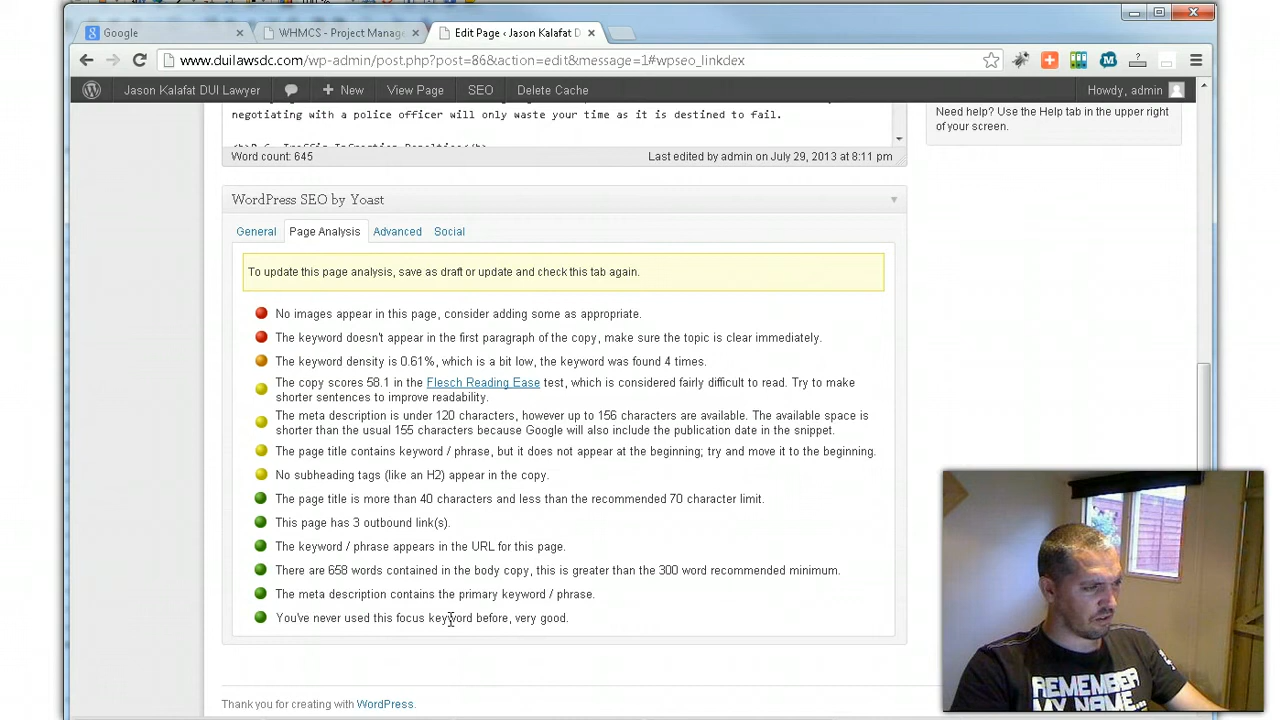 Google
WHMCS - Project Manag
Edit Page ‹ Jason Kalafat D
www.duilawsdc.com/wp-admin/post.php?post=86&action=edit&message=1#wpseo_linkdex
Jason Kalafat DUI Lawyer
New
View Page
SEO
Delete Cache
Howdy, admin
negotiating with a police officer will only waste your time as it is destined to fail.
Word count: 645
Last edited by admin on July 29, 2013 at 8:11 pm
Need help? Use the Help tab in the upper right
of your screen.
WordPress SEO by Yoast
General
Page Analysis
Advanced
Social
To update this page analysis, save as draft or update and check this tab again.
No images appear in this page, consider adding some as appropriate.
The keyword doesn't appear in the first paragraph of the copy, make sure the topic is clear immediately.
The keyword density is 0.61%, which is a bit low, the keyword was found 4 times.
The copy scores 58.1 in the Flesch Reading Ease test, which is considered fairly difficult to read. Try to make
shorter sentences to improve readability.
The meta description is under 120 characters, however up to 156 characters are available. The available space is
shorter than the usual 155 characters because Google will also include the publication date in the snippet.
The page title contains keyword / phrase, but it does not appear at the beginning; try and move it to the beginning.
No subheading tags (like an H2) appear in the copy.
The page title is more than 40 characters and less than the recommended 70 character limit.
This page has 3 outbound link(s).
The keyword / phrase appears in the URL for this page.
There are 658 words contained in the body copy, this is greater than the 300 word recommended minimum.
The meta description contains the primary keyword / phrase.
You've never used this focus keyword before, very good.
Thank you for creating with WordPress.
REMEMBER
MY NAME...